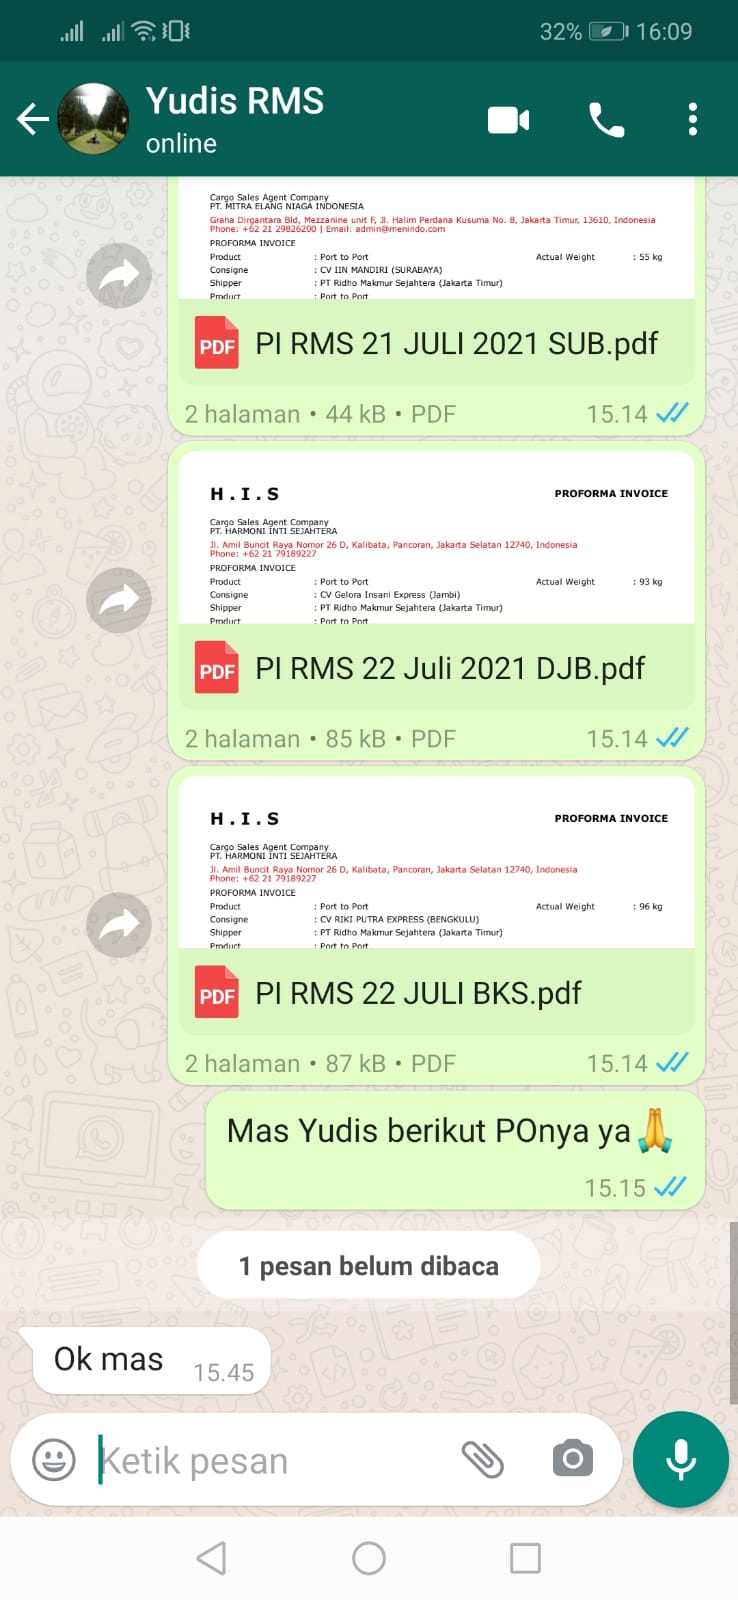 32% 16:09
Yudis RMS
online
Cargo Sales Agent Company
PT. MITRA ELANG NIAGA INDONESIA
Graha Dirgantara Bld, Mezzanine unit F, Jl. Halim Perdana Kusuma No. 8, Jakarta Timur, 13610, Indonesia
Phone: +62 21 29826200 | Email: admin@menindo.com
PROFORMA INVOICE
Product : Port to Port Actual Weight : 55 kg
Consigne : CV IIN MANDIRI (SURABAYA)
Shipper : PT Ridho Makmur Sejahtera (Jakarta Timur)
Product : Port to Port
PDF PI RMS 21 JULI 2021 SUB.pdf
2 halaman • 44 kB • PDF 15.14
H.I.S PROFORMA INVOICE
Cargo Sales Agent Company
PT. HARMONI INTI SEJAHTERA
Jl. Amil Buncit Raya Nomor 26 D, Kalibata, Pancoran, Jakarta Selatan 12740, Indonesia
Phone: +62 21 79189227
PROFORMA INVOICE
Product : Port to Port Actual Weight : 93 kg
Consigne : CV Gelora Insani Express (Jambi)
Shipper : PT Ridho Makmur Sejahtera (Jakarta Timur)
Product : Port to Port
PDF PI RMS 22 Juli 2021 DJB.pdf
2 halaman • 85 kB • PDF 15.14
H.I.S PROFORMA INVOICE
Cargo Sales Agent Company
PT. HARMONI INTI SEJAHTERA
Jl. Amil Buncit Raya Nomor 26 D, Kalibata, Pancoran, Jakarta Selatan 12740, Indonesia
Phone: +62 21 79189227
PROFORMA INVOICE
Product : Port to Port Actual Weight : 96 kg
Consigne : CV RIKI PUTRA EXPRESS (BENGKULU)
Shipper : PT Ridho Makmur Sejahtera (Jakarta Timur)
Product : Port to Port
PDF PI RMS 22 JULI BKS.pdf
2 halaman • 87 kB • PDF 15.14
Mas Yudis berikut POnya ya🙏
15.15
1 pesan belum dibaca
Ok mas 15.45
Ketik pesan